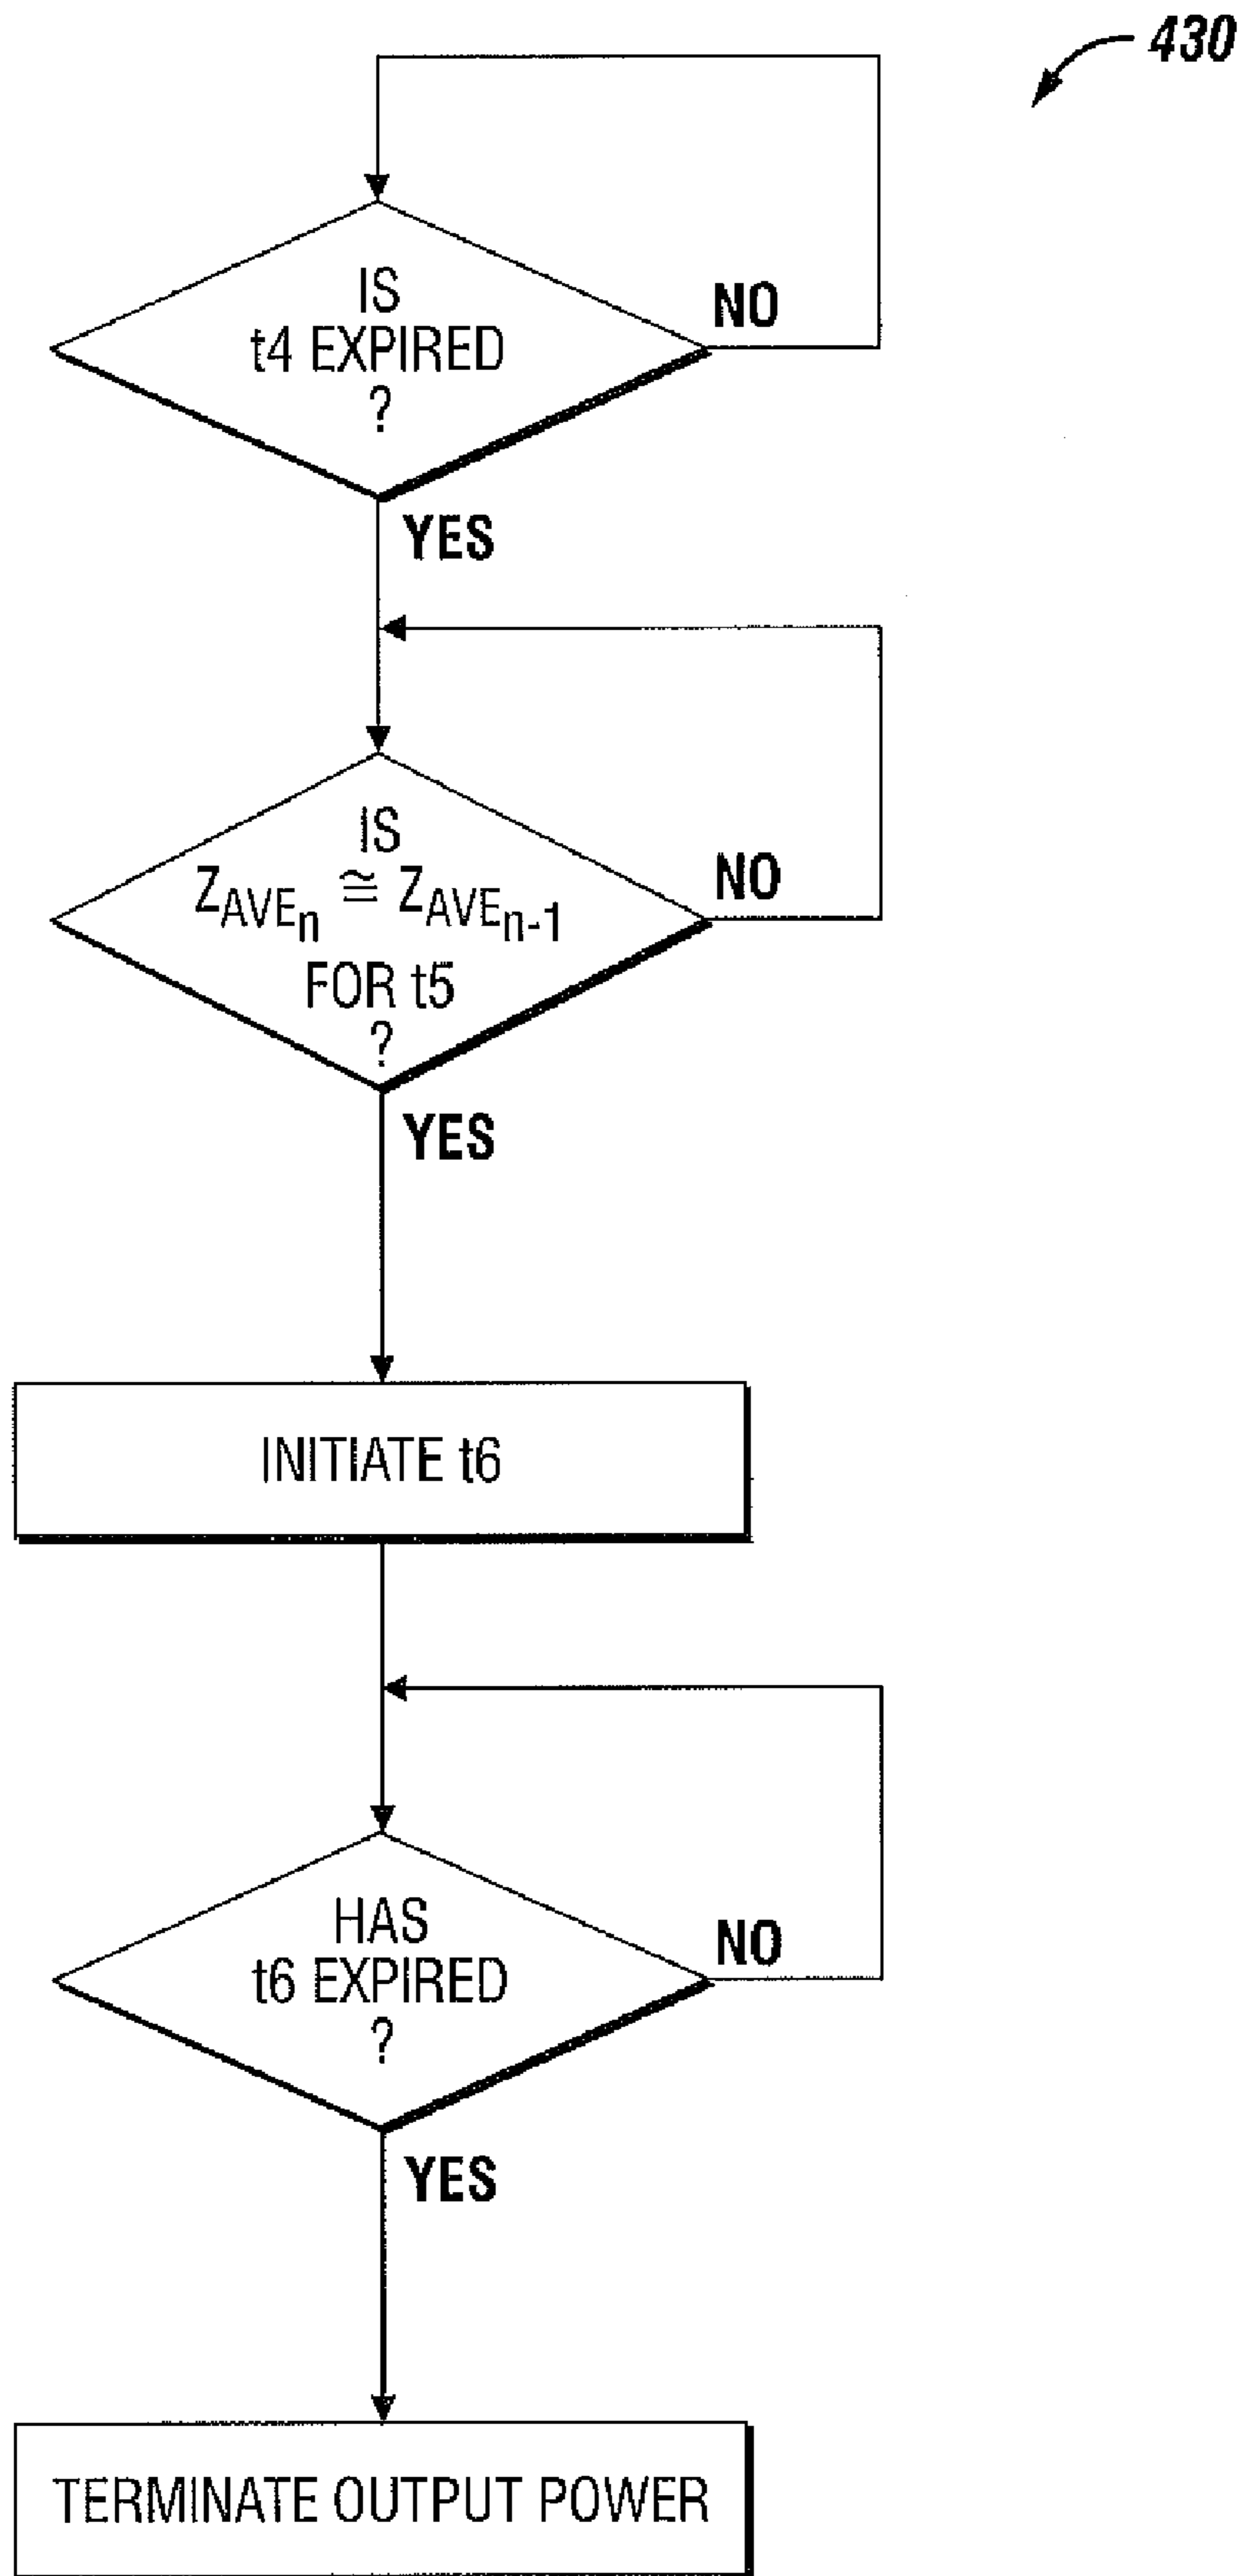 430
IS
t4 EXPIRED
?
NO
YES
IS
Z_AVE_n ≅ Z_AVE_n-1
FOR t5
?
NO
YES
INITIATE t6
HAS
t6 EXPIRED
?
NO
YES
TERMINATE OUTPUT POWER